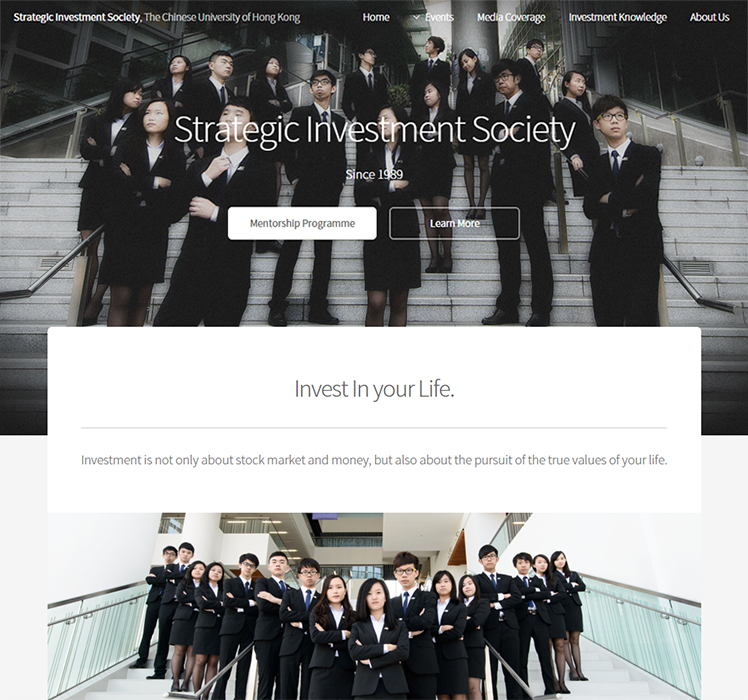 Strategic Investment Society, The Chinese University of Hong Kong
Home Events Media Coverage Investment Knowledge About Us
Strategic Investment Society
Since 1989
Mentorship Programme Learn More
Invest In your Life.
Investment is not only about stock market and money, but also about the pursuit of the true values of your life.